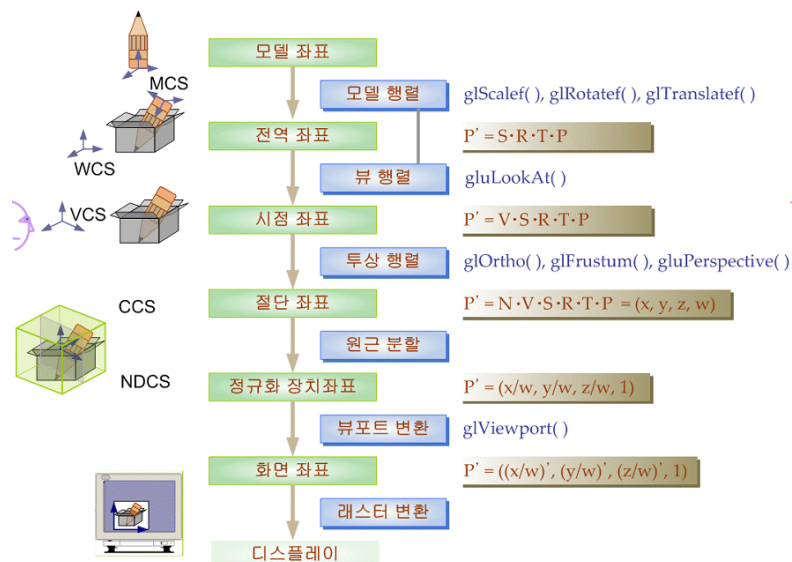 모델 좌표
MCS
모델 행렬 glScalef( ), glRotatef( ), glTranslatef( )
전역 좌표 P' = S·R·T·P
WCS
뷰 행렬 gluLookAt( )
VCS
시점 좌표 P' = V·S·R·T·P
투상 행렬 glOrtho( ), glFrustum( ), gluPerspective( )
CCS
절단 좌표 P' = N·V·S·R·T·P = (x, y, z, w)
원근 분할
NDCS
정규화 장치좌표 P' = (x/w, y/w, z/w, 1)
뷰포트 변환 glViewport( )
화면 좌표 P' = ((x/w)', (y/w)', (z/w)', 1)
래스터 변환
디스플레이